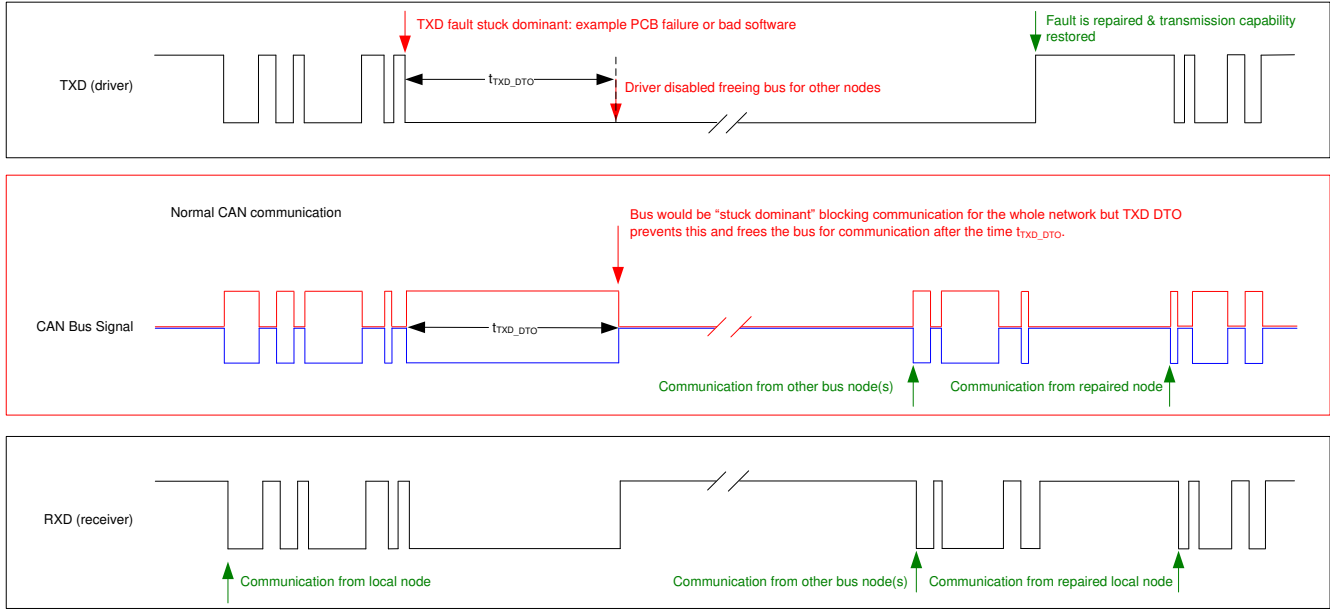 TXD fault stuck dominant: example PCB failure or bad software
Fault is repaired & transmission capability
restored
TXD (driver)
tTXD_DTO
Driver disabled freeing bus for other nodes
Normal CAN communication
Bus would be “stuck dominant” blocking communication for the whole network but TXD DTO
prevents this and frees the bus for communication after the time tTXD_DTO.
CAN Bus Signal
tTXD_DTO
Communication from other bus node(s)
Communication from repaired node
RXD (receiver)
Communication from local node
Communication from other bus node(s)
Communication from repaired local node